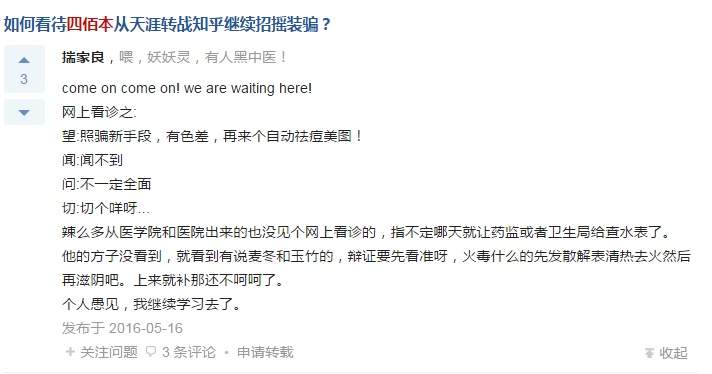 如何看待四佰本从天涯转战知乎继续招摇装骗？
3
揣家良，喂，妖妖灵，有人黑中医！
come on come on! we are waiting here!
网上看诊之:
望:照骗新手段，有色差，再来个自动祛痘美图！
闻:闻不到
问:不一定全面
切:切个咩呀...
辣么多从医学院和医院出来的也没见个网上看诊的，指不定哪天就让药监或者卫生局给查水表了。
他的方子没看到，就看到有说麦冬和玉竹的，辩证要先看准呀，火毒什么的先发散解表清热去火然后
再滋阴吧。上来就补那还不呵呵了。
个人愚见，我继续学习去了。
发布于 2016-05-16
+ 关注问题 3 条评论 • 申请转载 收起